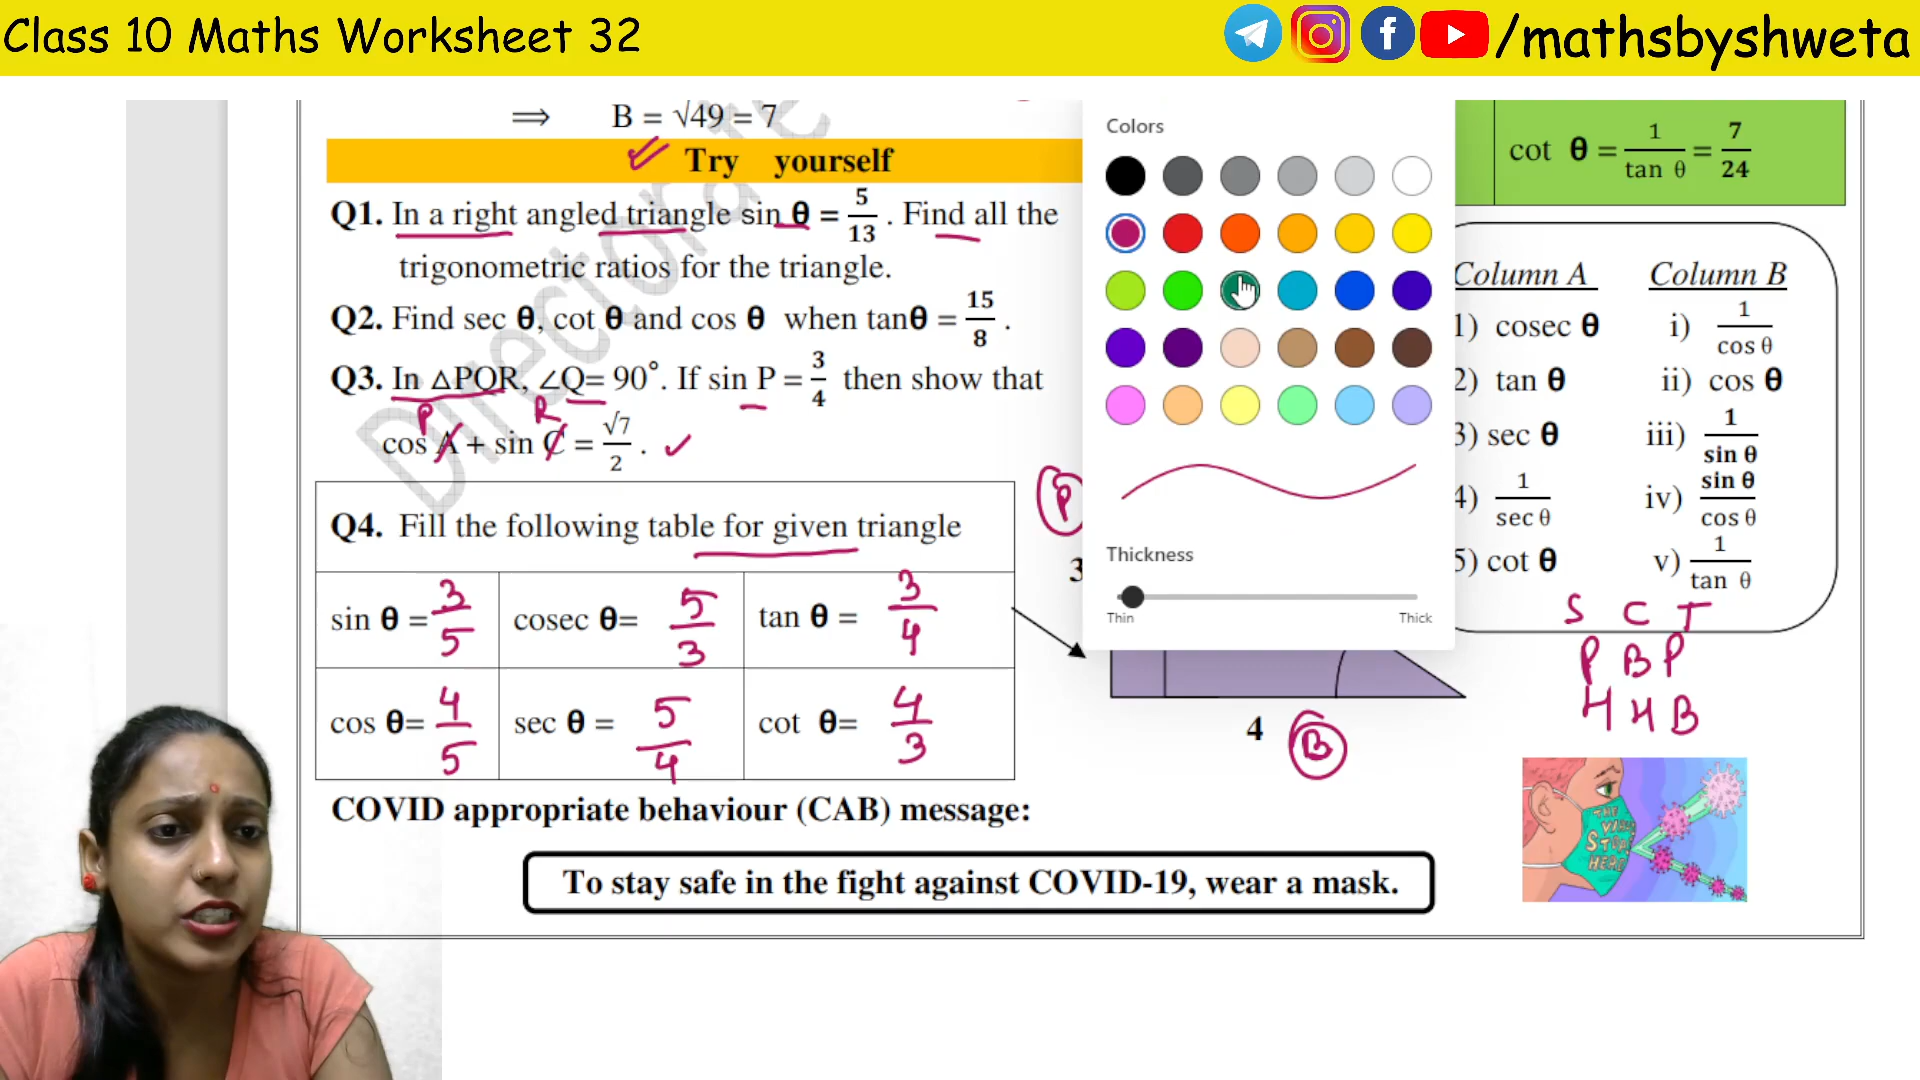 Class 10 Maths Worksheet 32
/mathsbyshweta
⟹ B = √49 = 7
Try yourself
Q1. In a right angled triangle sin θ = 5/13 . Find all the
trigonometric ratios for the triangle.
Q2. Find sec θ, cot θ and cos θ when tanθ = 15/8 .
Q3. In △PQR, ∠Q= 90°. If sin P = 3/4 then show that
P R
cos A + sin C = √7/2 . ✓
Q4. Fill the following table for given triangle
sin θ = 3/5 cosec θ= 5/3 tan θ = 3/4
cos θ= 4/5 sec θ = 5/4 cot θ= 4/3
COVID appropriate behaviour (CAB) message:
To stay safe in the fight against COVID-19, wear a mask.
Directorate
Colors
Thickness
Thin Thick
P
3
4 B
cot θ = 1/tan θ = 7/24
Column A Column B
1) cosec θ i) 1/cos θ
2) tan θ ii) cos θ
3) sec θ iii) 1/sin θ
4) 1/sec θ iv) sin θ/cos θ
5) cot θ v) 1/tan θ
S C T
P B P
H H B
THE
STOP
HERE